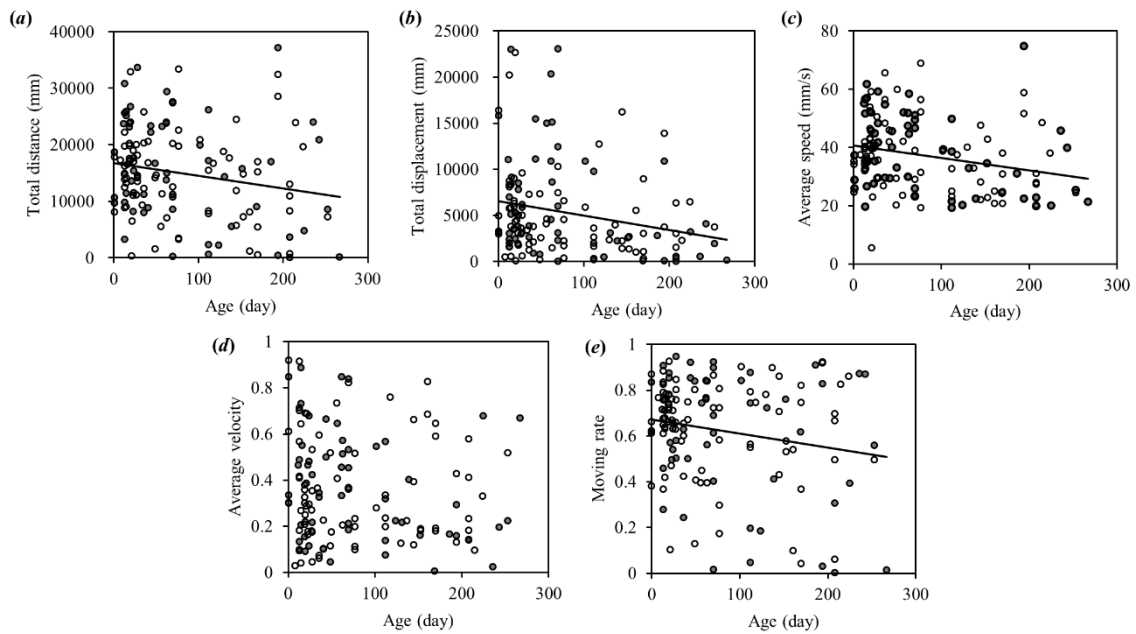 (a)
Total distance (mm)
40000
30000
20000
10000
0
0 100 200 300
Age (day)
(b)
Total displacement (mm)
25000
20000
15000
10000
5000
0
0 100 200 300
Age (day)
(c)
Average speed (mm/s)
80
60
40
20
0
0 100 200 300
Age (day)
(d)
Average velocity
1
0.8
0.6
0.4
0.2
0
0 100 200 300
Age (day)
(e)
Moving rate
1
0.8
0.6
0.4
0.2
0
0 100 200 300
Age (day)